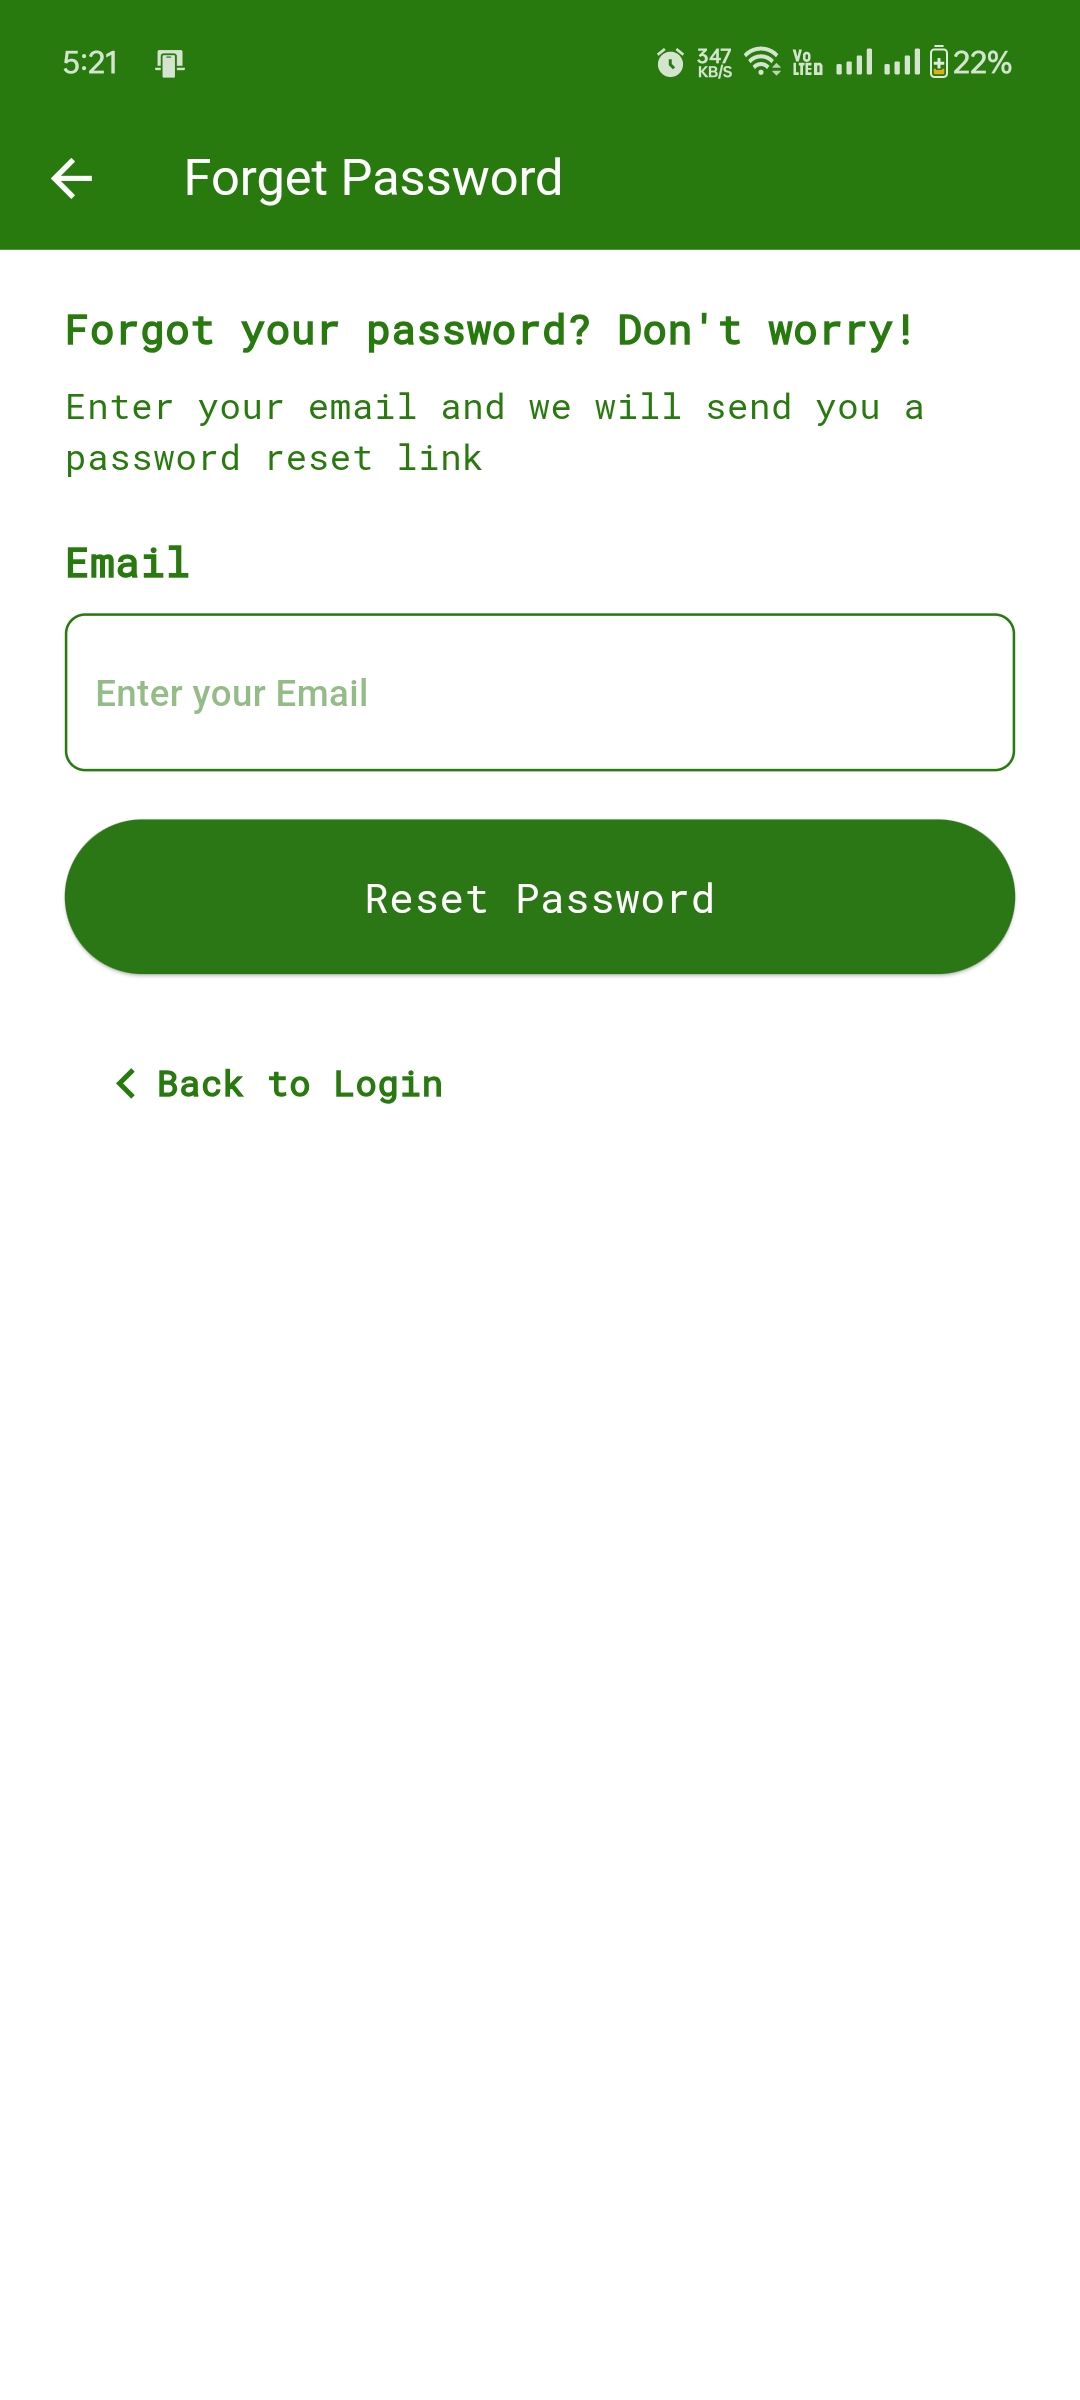 5:21 347 KB/S Vo LTE 22%
Forget Password
Forgot your password? Don't worry!
Enter your email and we will send you a
password reset link
Email
Enter your Email
Reset Password
Back to Login